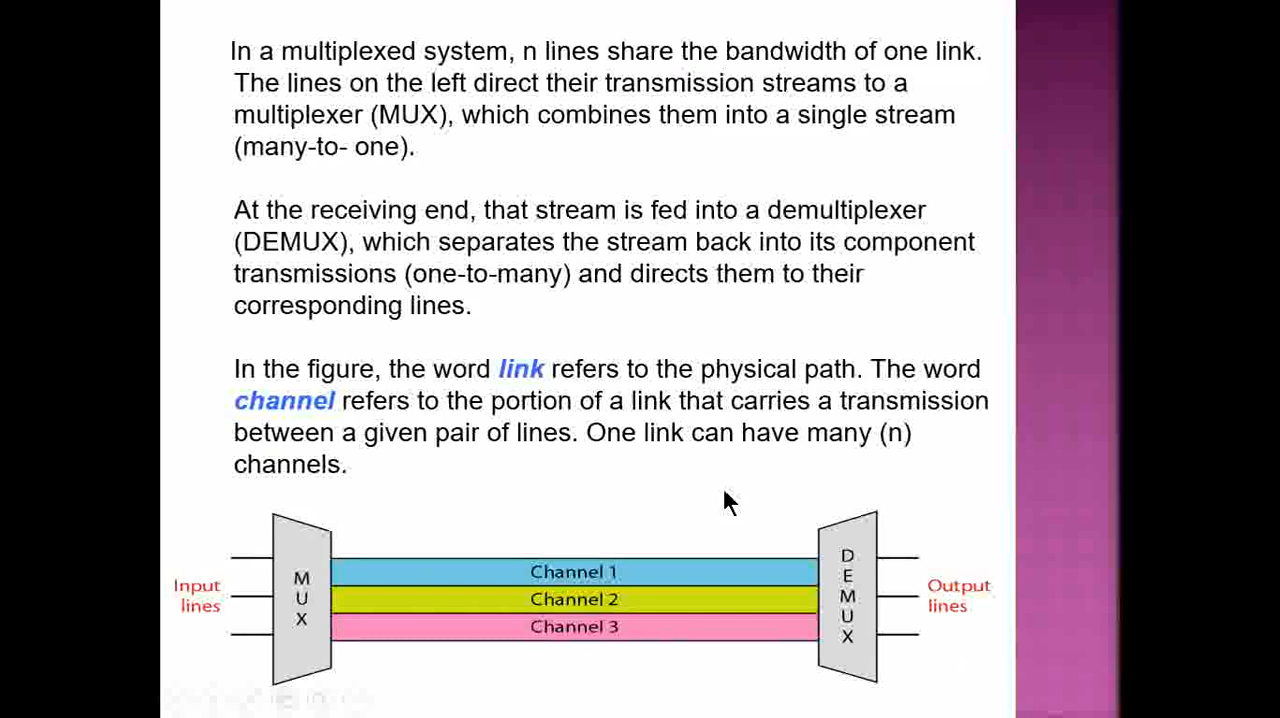 In a multiplexed system, n lines share the bandwidth of one link.
The lines on the left direct their transmission streams to a
multiplexer (MUX), which combines them into a single stream
(many-to- one).
At the receiving end, that stream is fed into a demultiplexer
(DEMUX), which separates the stream back into its component
transmissions (one-to-many) and directs them to their
corresponding lines.
In the figure, the word link refers to the physical path. The word
channel refers to the portion of a link that carries a transmission
between a given pair of lines. One link can have many (n)
channels.
Input
lines
MUX
Channel 1
Channel 2
Channel 3
DEMUX
Output
lines